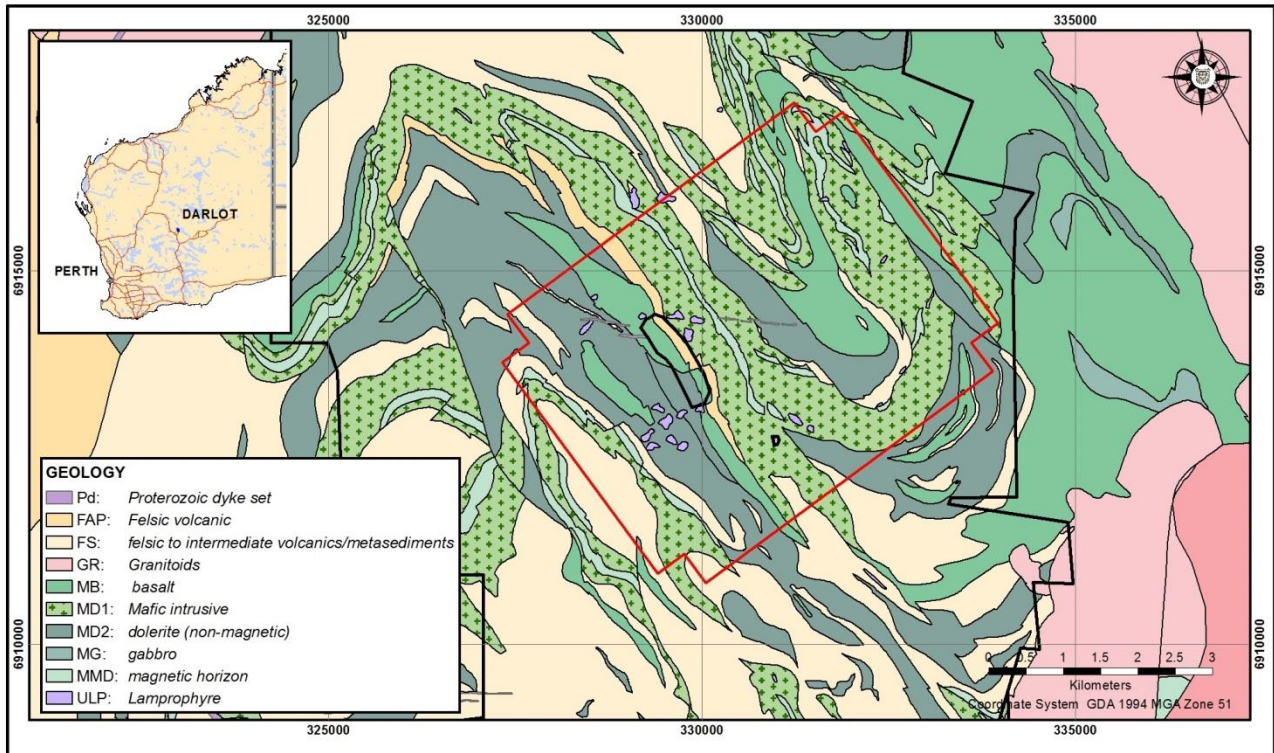 325000
330000
335000
DARLOT
PERTH
6915000
6915000
GEOLOGY
Pd: Proterozoic dyke set
FAP: Felsic volcanic
FS: felsic to intermediate volcanics/metasediments
GR: Granitoids
MB: basalt
MD1: Mafic intrusive
MD2: dolerite (non-magnetic)
MG: gabbro
MMD: magnetic horizon
ULP: Lamprophyre
6910000
6910000
0 0.5 1 1.5 2 2.5 3
Kilometers
Coordinate System GDA 1994 MGA Zone 51
325000
330000
335000